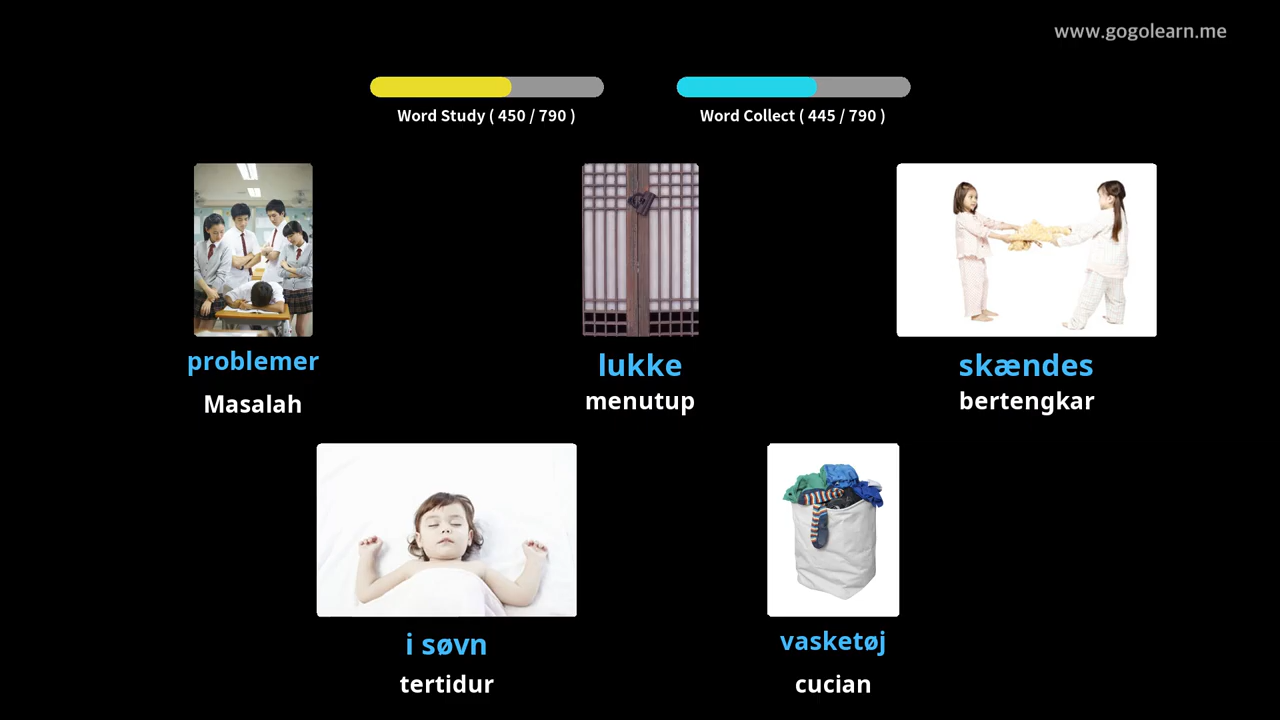 www.gogolearn.me
Word Study ( 450 / 790 )
Word Collect ( 445 / 790 )
problemer
Masalah
lukke
menutup
skændes
bertengkar
i søvn
tertidur
vasketøj
cucian